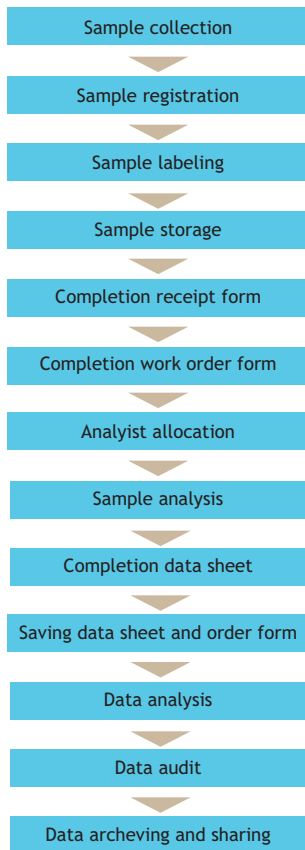 Sample collection
Sample registration
Sample labeling
Sample storage
Completion receipt form
Completion work order form
Analyist allocation
Sample analysis
Completion data sheet
Saving data sheet and order form
Data analysis
Data audit
Data archeving and sharing